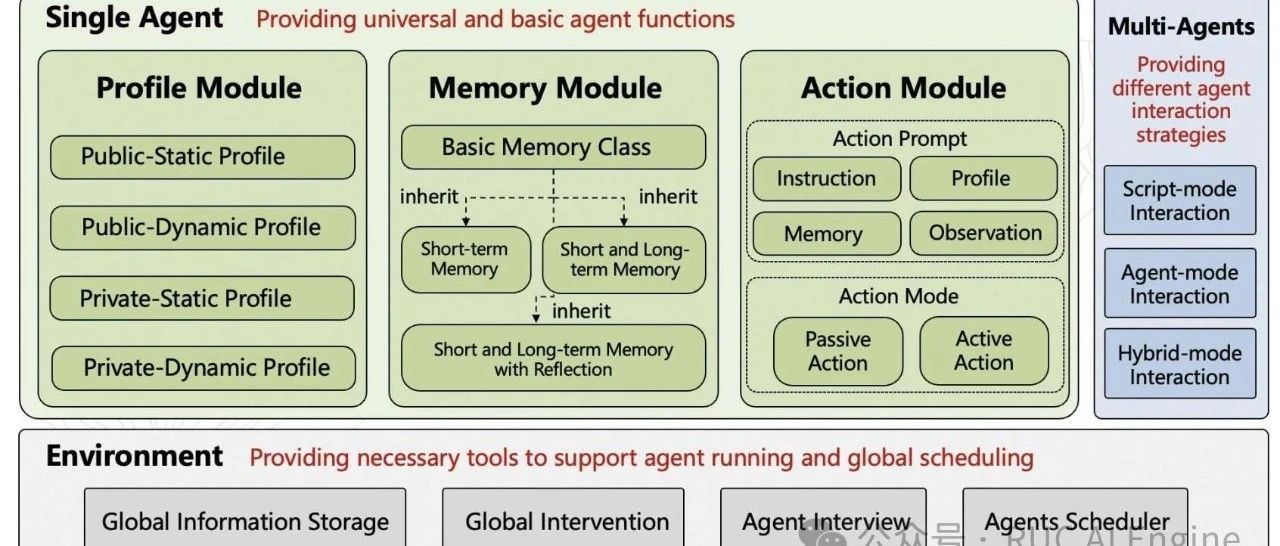 Single Agent Providing universal and basic agent functions
Profile Module
Public-Static Profile
Public-Dynamic Profile
Private-Static Profile
Private-Dynamic Profile
Memory Module
Basic Memory Class
inherit
inherit
Short-term
Memory
Short and Long-
term Memory
inherit
Short and Long-term Memory
with Reflection
Action Module
Action Prompt
Instruction
Profile
Memory
Observation
Action Mode
Passive
Action
Active
Action
Multi-Agents
Providing
different agent
interaction
strategies
Script-mode
Interaction
Agent-mode
Interaction
Hybrid-mode
Interaction
Environment Providing necessary tools to support agent running and global scheduling
Global Information Storage
Global Intervention
Agent Interview
Agents Scheduler
公众号 · RUC AI Engine